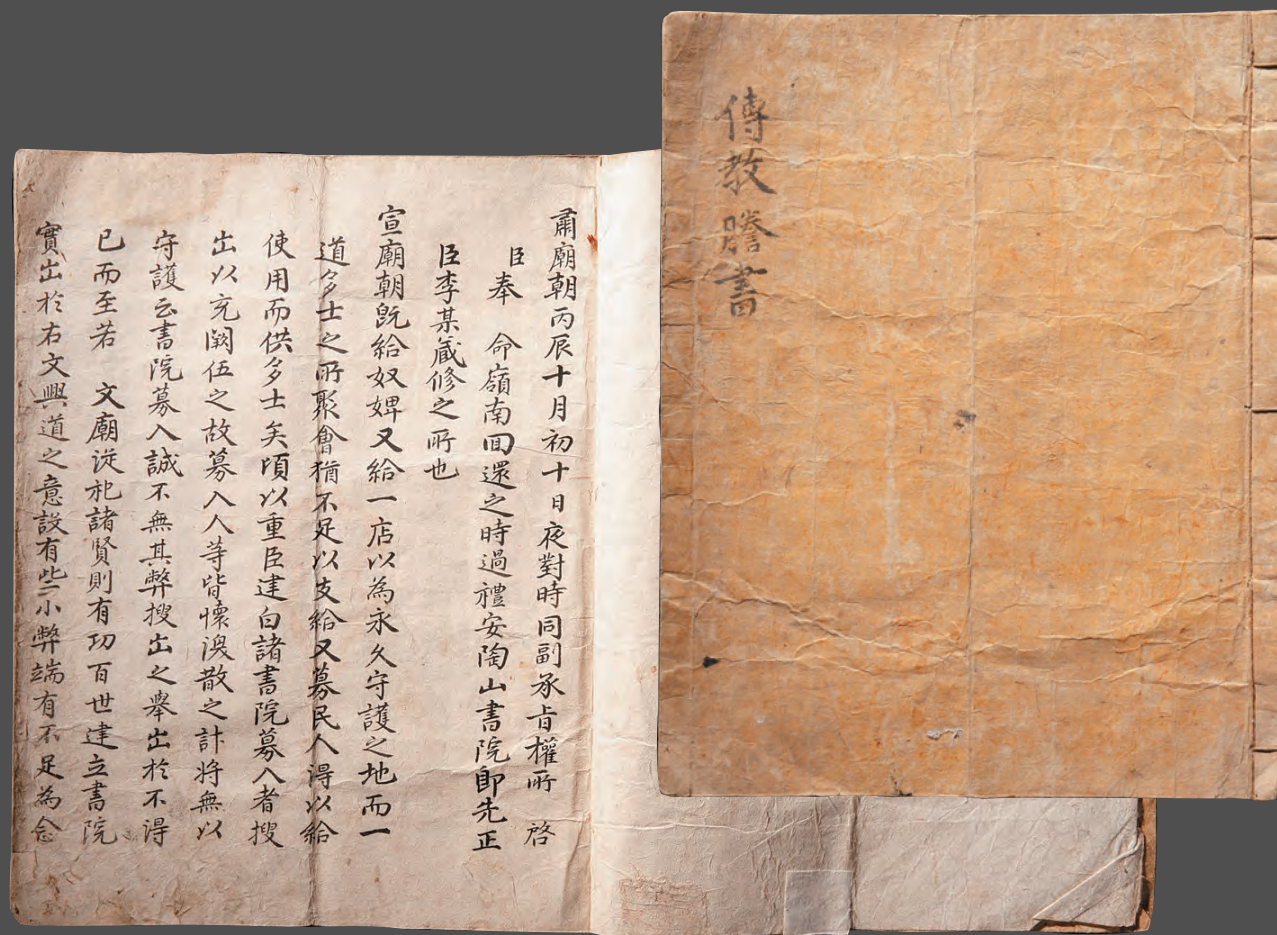 傳教謄書
肅廟朝丙辰十月初十日夜對時同副承旨權所 啓
臣奉 命嶺南回還之時過禮安陶山書院卽先正
臣李某藏修之所也
宣廟朝旣給奴婢又給一店以為永久守護之地而一
道多士之所聚會猶不足以支給又募民人得以給
使用而供多士矣頃以重臣建白諸書院募入者搜
出以充闕伍之故募入人等皆懷渙散之計將無以
守護云書院募入誠不無其弊搜出之舉出於不得
已而至若 文廟從祀諸賢則有功百世建立書院
實出於右文興道之意設有些小弊端有不足為念